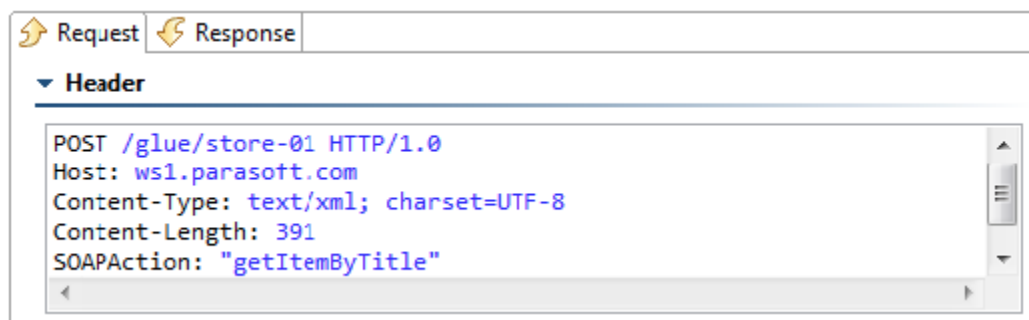 Request Response
Header
POST /glue/store-01 HTTP/1.0
Host: ws1.parasoft.com
Content-Type: text/xml; charset=UTF-8
Content-Length: 391
SOAPAction: "getItemByTitle"